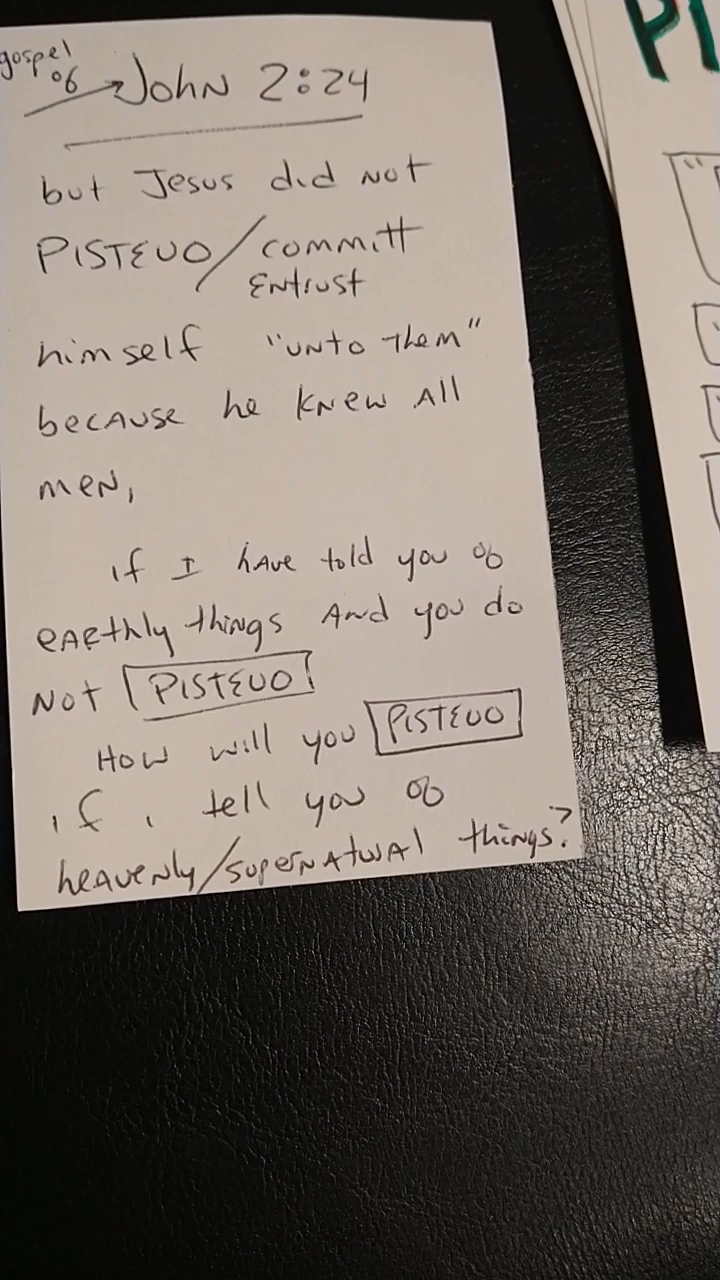 gospel
of → JOHN 2:24
but Jesus did not
PISTEUO/committ
Entrust
himself "unto them"
because he knew All
men,
if I have told you of
earthly things And you do
Not PISTEUO
How will you PISTEUO
if i tell you of
heavenly/supernatural things?
PI
"